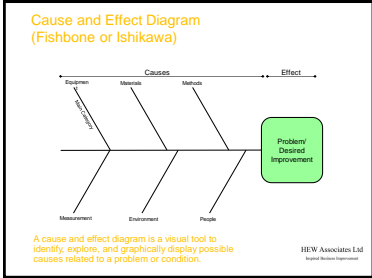 Cause and Effect Diagram
(Fishbone or Ishikawa)
Causes
Effect
Equipmen
t
Materials
Methods
Main Category
Problem/
Desired
Improvement
Measurement
Environment
People
A cause and effect diagram is a visual tool to
identify, explore, and graphically display possible
causes related to a problem or condition.
HEW Associates Ltd
Inspired Business Improvement